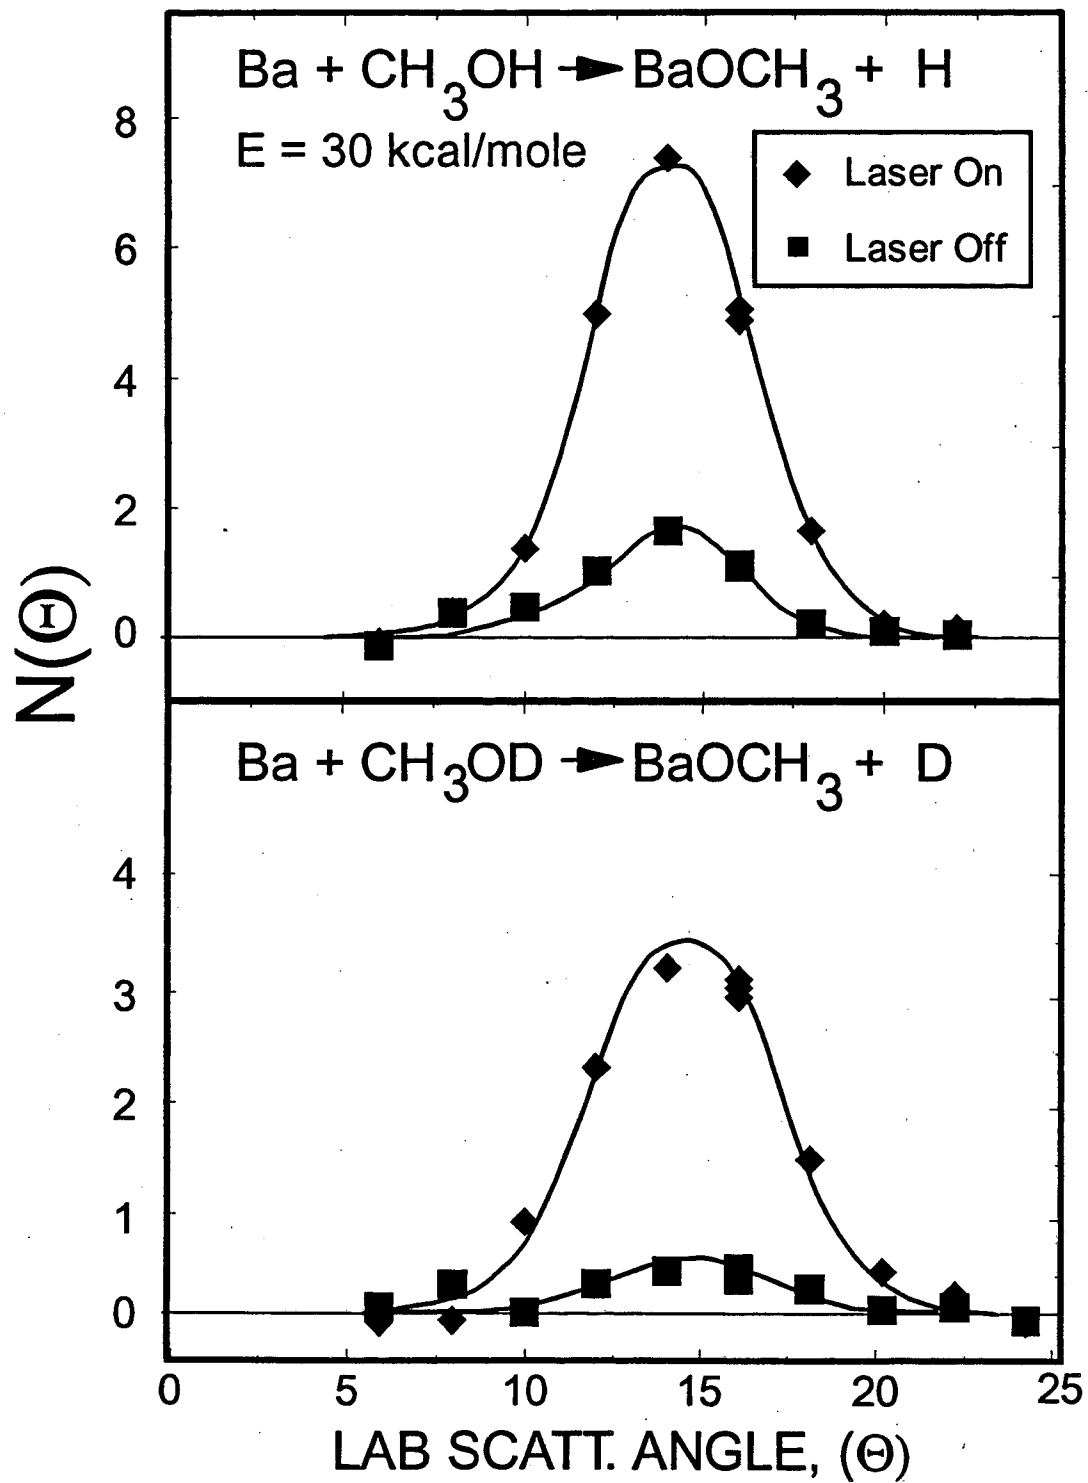 Ba + CH₃OH → BaOCH₃ + H
E = 30 kcal/mole
Laser On
Laser Off
8
6
4
2
0
N(Θ)
Ba + CH₃OD → BaOCH₃ + D
4
3
2
1
0
0 5 10 15 20 25
LAB SCATT. ANGLE, (Θ)